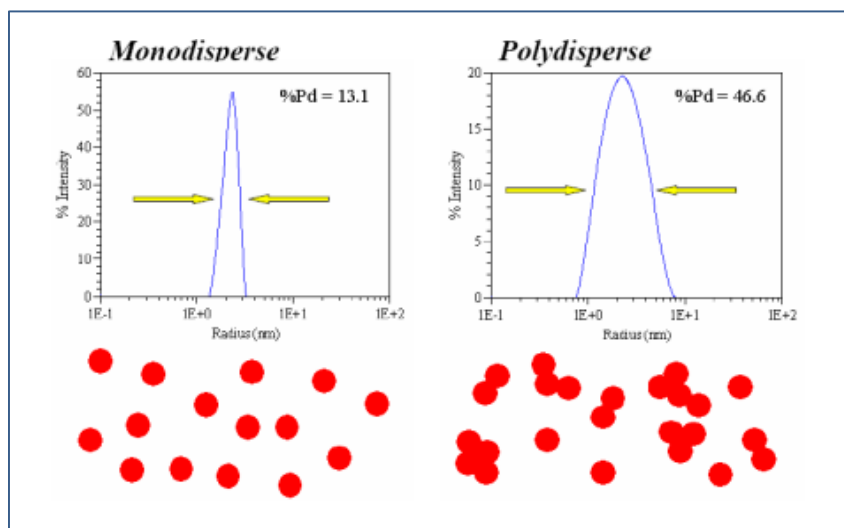 Monodisperse
%Pd = 13.1
60
50
40
30
20
10
0
% Intensity
1E-1
1E+0
1E+1
1E+2
Radius (nm)
Polydisperse
%Pd = 46.6
20
15
10
5
0
% Intensity
1E-1
1E+0
1E+1
1E+2
Radius (nm)